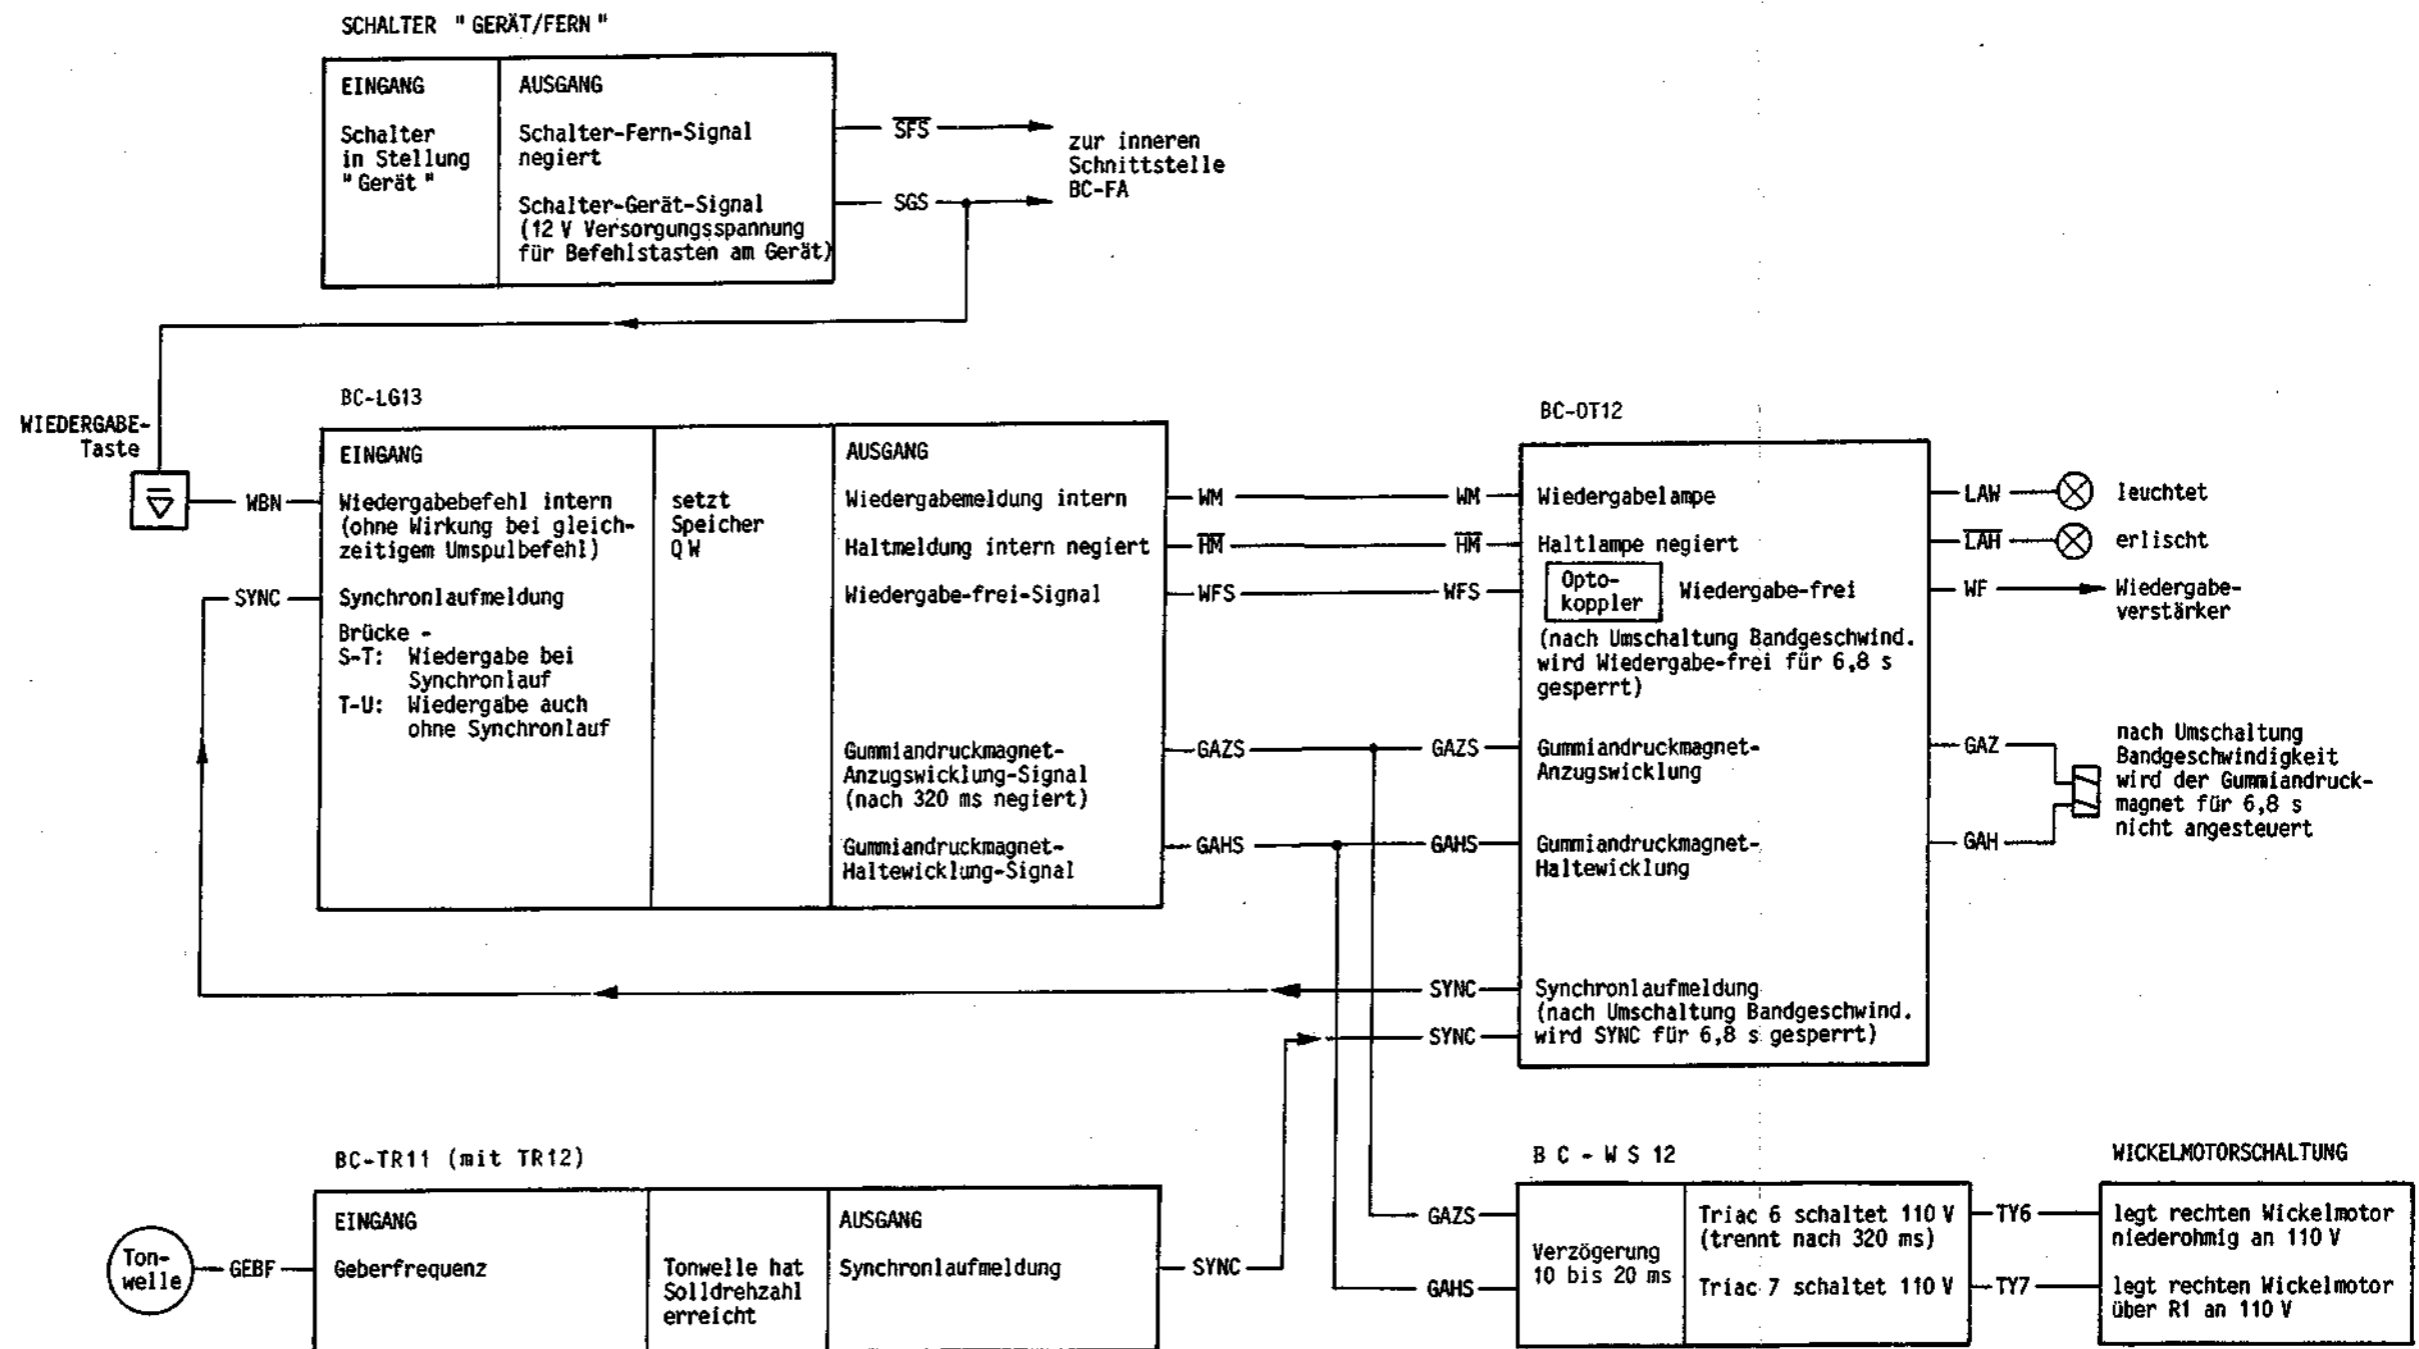 SCHALTER "GERÄT/FERN"
EINGANG
Schalter
in Stellung
"Gerät"
AUSGANG
Schalter-Fern-Signal
negiert
Schalter-Gerät-Signal
(12 V Versorgungsspannung
für Befehlstasten am Gerät)
S̅F̅S̅
SGS
zur inneren
Schnittstelle
BC-FA
WIEDERGABE-
Taste
WBN
SYNC
BC-LG13
EINGANG
Wiedergabebefehl intern
(ohne Wirkung bei gleich-
zeitigem Umspulbefehl)
Synchronlaufmeldung
Brücke -
S-T: Wiedergabe bei
Synchronlauf
T-U: Wiedergabe auch
ohne Synchronlauf
setzt
Speicher
QW
AUSGANG
Wiedergabemeldung intern
Haltmeldung intern negiert
Wiedergabe-frei-Signal
Gummiandruckmagnet-
Anzugswicklung-Signal
(nach 320 ms negiert)
Gummiandruckmagnet-
Haltewicklung-Signal
WM
H̅M̅
WFS
GAZS
GAHS
WM
H̅M̅
WFS
GAZS
GAHS
SYNC
SYNC
BC-OT12
Wiedergabelampe
Haltlampe negiert
Opto-
koppler
Wiedergabe-frei
(nach Umschaltung Bandgeschwind.
wird Wiedergabe-frei für 6,8 s
gesperrt)
Gummiandruckmagnet-
Anzugswicklung
Gummiandruckmagnet-
Haltewicklung
Synchronlaufmeldung
(nach Umschaltung Bandgeschwind.
wird SYNC für 6,8 s gesperrt)
LAW
leuchtet
L̅A̅H̅
erlischt
WF
Wiedergabe-
verstärker
GAZ
GAH
nach Umschaltung
Bandgeschwindigkeit
wird der Gummiandruck-
magnet für 6,8 s
nicht angesteuert
BC-TR11 (mit TR12)
Ton-
welle
GEBF
EINGANG
Geberfrequenz
Tonwelle hat
Solldrehzahl
erreicht
AUSGANG
Synchronlaufmeldung
SYNC
BC-WS 12
GAZS
GAHS
Verzögerung
10 bis 20 ms
Triac 6 schaltet 110 V
(trennt nach 320 ms)
Triac 7 schaltet 110 V
TY6
TY7
WICKELMOTORSCHALTUNG
legt rechten Wickelmotor
niederohmig an 110 V
legt rechten Wickelmotor
über R1 an 110 V